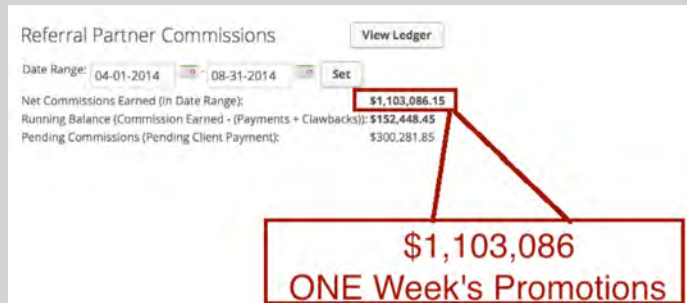 Referral Partner Commissions View Ledger
Date Range: 04-01-2014 - 08-31-2014 Set
Net Commissions Earned (In Date Range): $1,103,086.15
Running Balance (Commission Earned - (Payments + Clawbacks)): $152,448.45
Pending Commissions (Pending Client Payment): $300,281.85
$1,103,086
ONE Week's Promotions